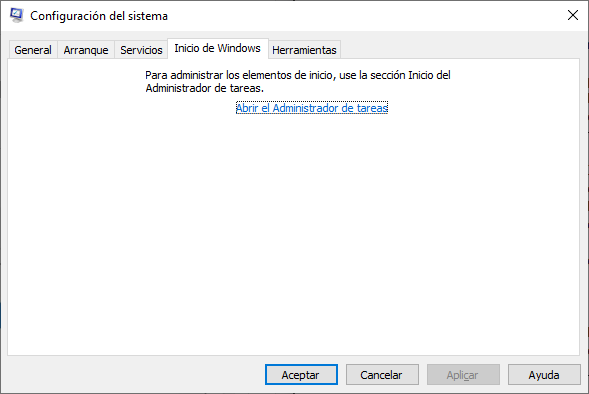 Configuración del sistema
General Arranque Servicios Inicio de Windows Herramientas
Para administrar los elementos de inicio, use la sección Inicio del
Administrador de tareas.
Abrir el Administrador de tareas
Aceptar Cancelar Aplicar Ayuda